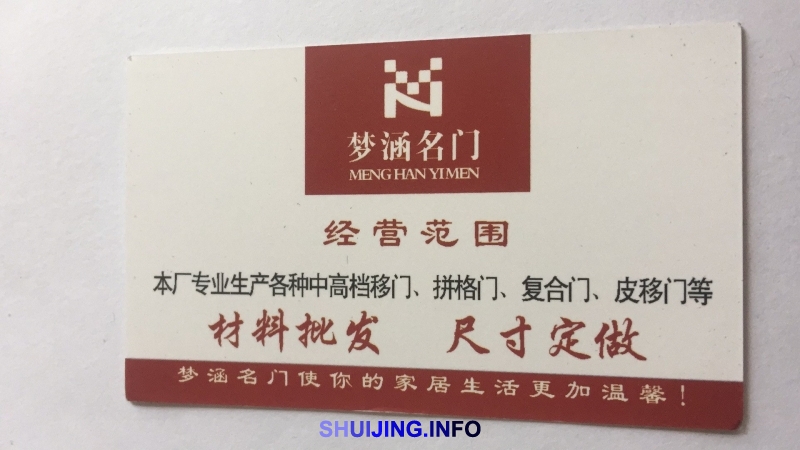 梦涵名门
MENG HAN YI MEN
经营范围
本厂专业生产各种中高档移门、拼格门、复合门、皮移门等
材料批发 尺寸定做
梦涵名门使你的家居生活更加温馨!
SHUIJING.INFO